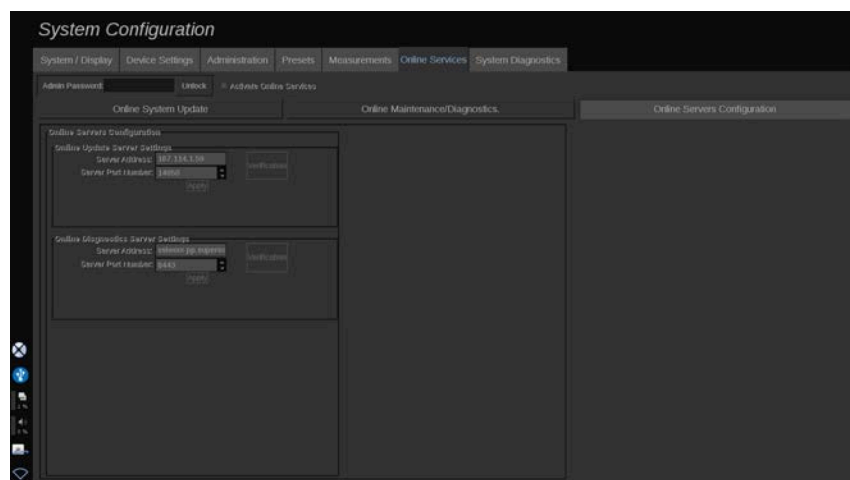 System Configuration
System / Display Device Settings Administration Presets Measurements Online Services System Diagnostics
Admin Password: Unlock Activate Online Services
Online System Update Online Maintenance/Diagnostics. Online Servers Configuration
Online Servers Configuration
Online Update Server Settings
Server Address:
Server Port Number: Verification
Apply
Online Diagnostics Server Settings
Server Address:
Server Port Number: 8443 Verification
Apply